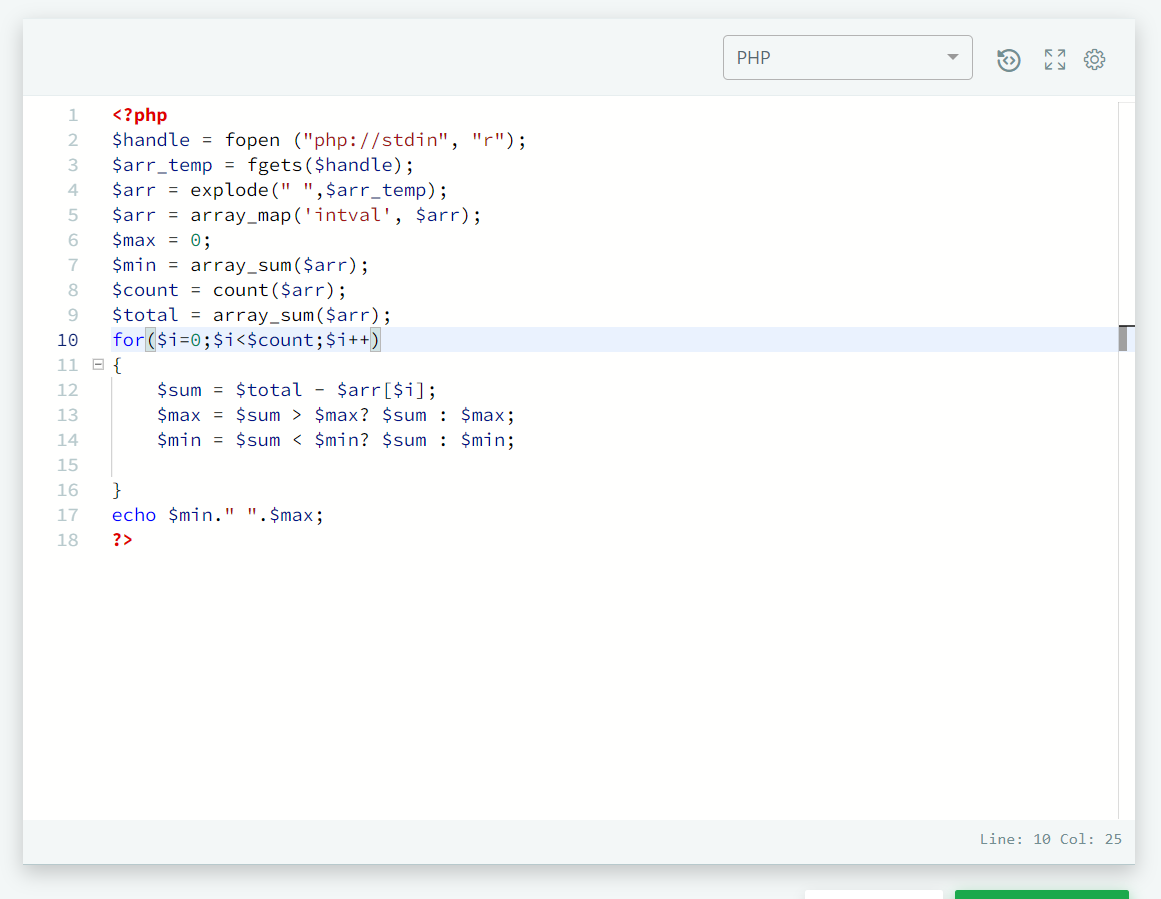 PHP
1 <?php
2 $handle = fopen ("php://stdin", "r");
3 $arr_temp = fgets($handle);
4 $arr = explode(" ",$arr_temp);
5 $arr = array_map('intval', $arr);
6 $max = 0;
7 $min = array_sum($arr);
8 $count = count($arr);
9 $total = array_sum($arr);
10 for($i=0;$i<$count;$i++)
11 {
12     $sum = $total - $arr[$i];
13     $max = $sum > $max? $sum : $max;
14     $min = $sum < $min? $sum : $min;
15
16 }
17 echo $min." ".$max;
18 ?>
Line: 10 Col: 25